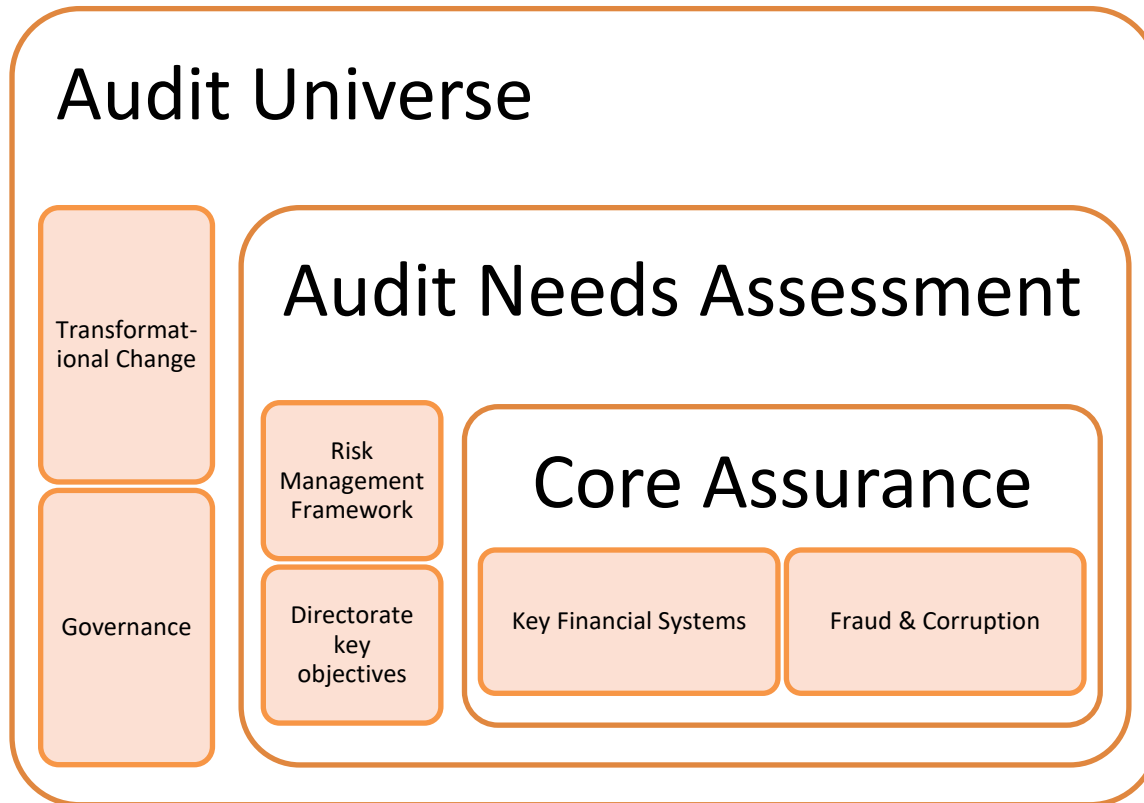 Audit Universe
Transformat-
ional Change
Governance
Audit Needs Assessment
Risk
Management
Framework
Directorate
key
objectives
Core Assurance
Key Financial Systems
Fraud & Corruption